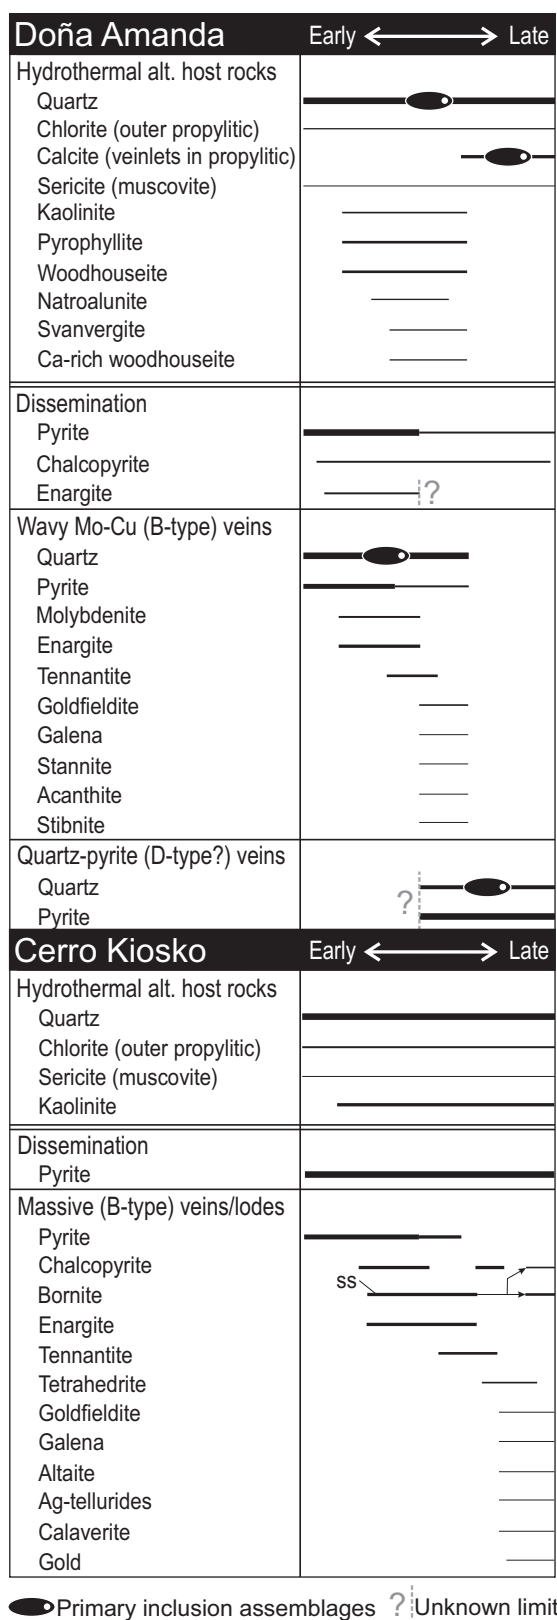 Doña Amanda Early Late
Hydrothermal alt. host rocks
Quartz
Chlorite (outer propylitic)
Calcite (veinlets in propylitic)
Sericite (muscovite)
Kaolinite
Pyrophyllite
Woodhouseite
Natroalunite
Svanvergite
Ca-rich woodhouseite
Dissemination
Pyrite
Chalcopyrite
Enargite ?
Wavy Mo-Cu (B-type) veins
Quartz
Pyrite
Molybdenite
Enargite
Tennantite
Goldfieldite
Galena
Stannite
Acanthite
Stibnite
Quartz-pyrite (D-type?) veins
Quartz
?
Pyrite
Cerro Kiosko Early Late
Hydrothermal alt. host rocks
Quartz
Chlorite (outer propylitic)
Sericite (muscovite)
Kaolinite
Dissemination
Pyrite
Massive (B-type) veins/lodes
Pyrite
Chalcopyrite
ss
Bornite
Enargite
Tennantite
Tetrahedrite
Goldfieldite
Galena
Altaite
Ag-tellurides
Calaverite
Gold
Primary inclusion assemblages ? Unknown limit